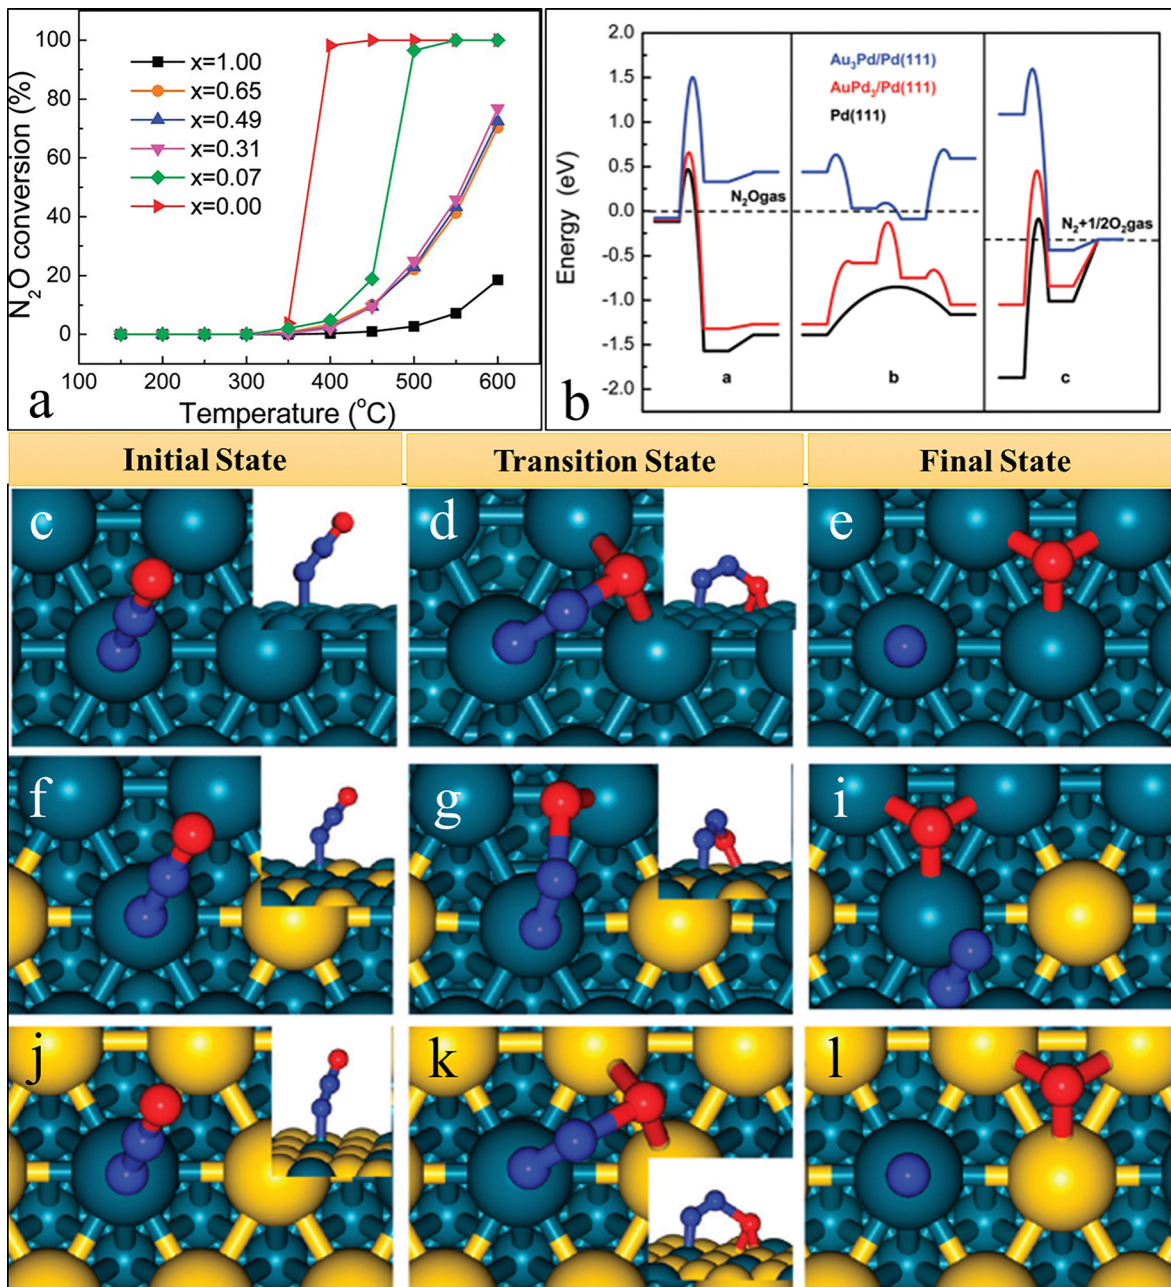 100
80
60
40
20
0
N₂O conversion (%)
x=1.00
x=0.65
x=0.49
x=0.31
x=0.07
x=0.00
100 200 300 400 500 600
Temperature (°C)
a
2.0
1.5
1.0
0.5
0.0
-0.5
-1.0
-1.5
-2.0
Energy (eV)
Au₃Pd/Pd(111)
AuPd₃/Pd(111)
Pd(111)
N₂Ogas
N₂+1/2O₂gas
a b c
b
Initial State Transition State Final State
c d e
f g i
j k l